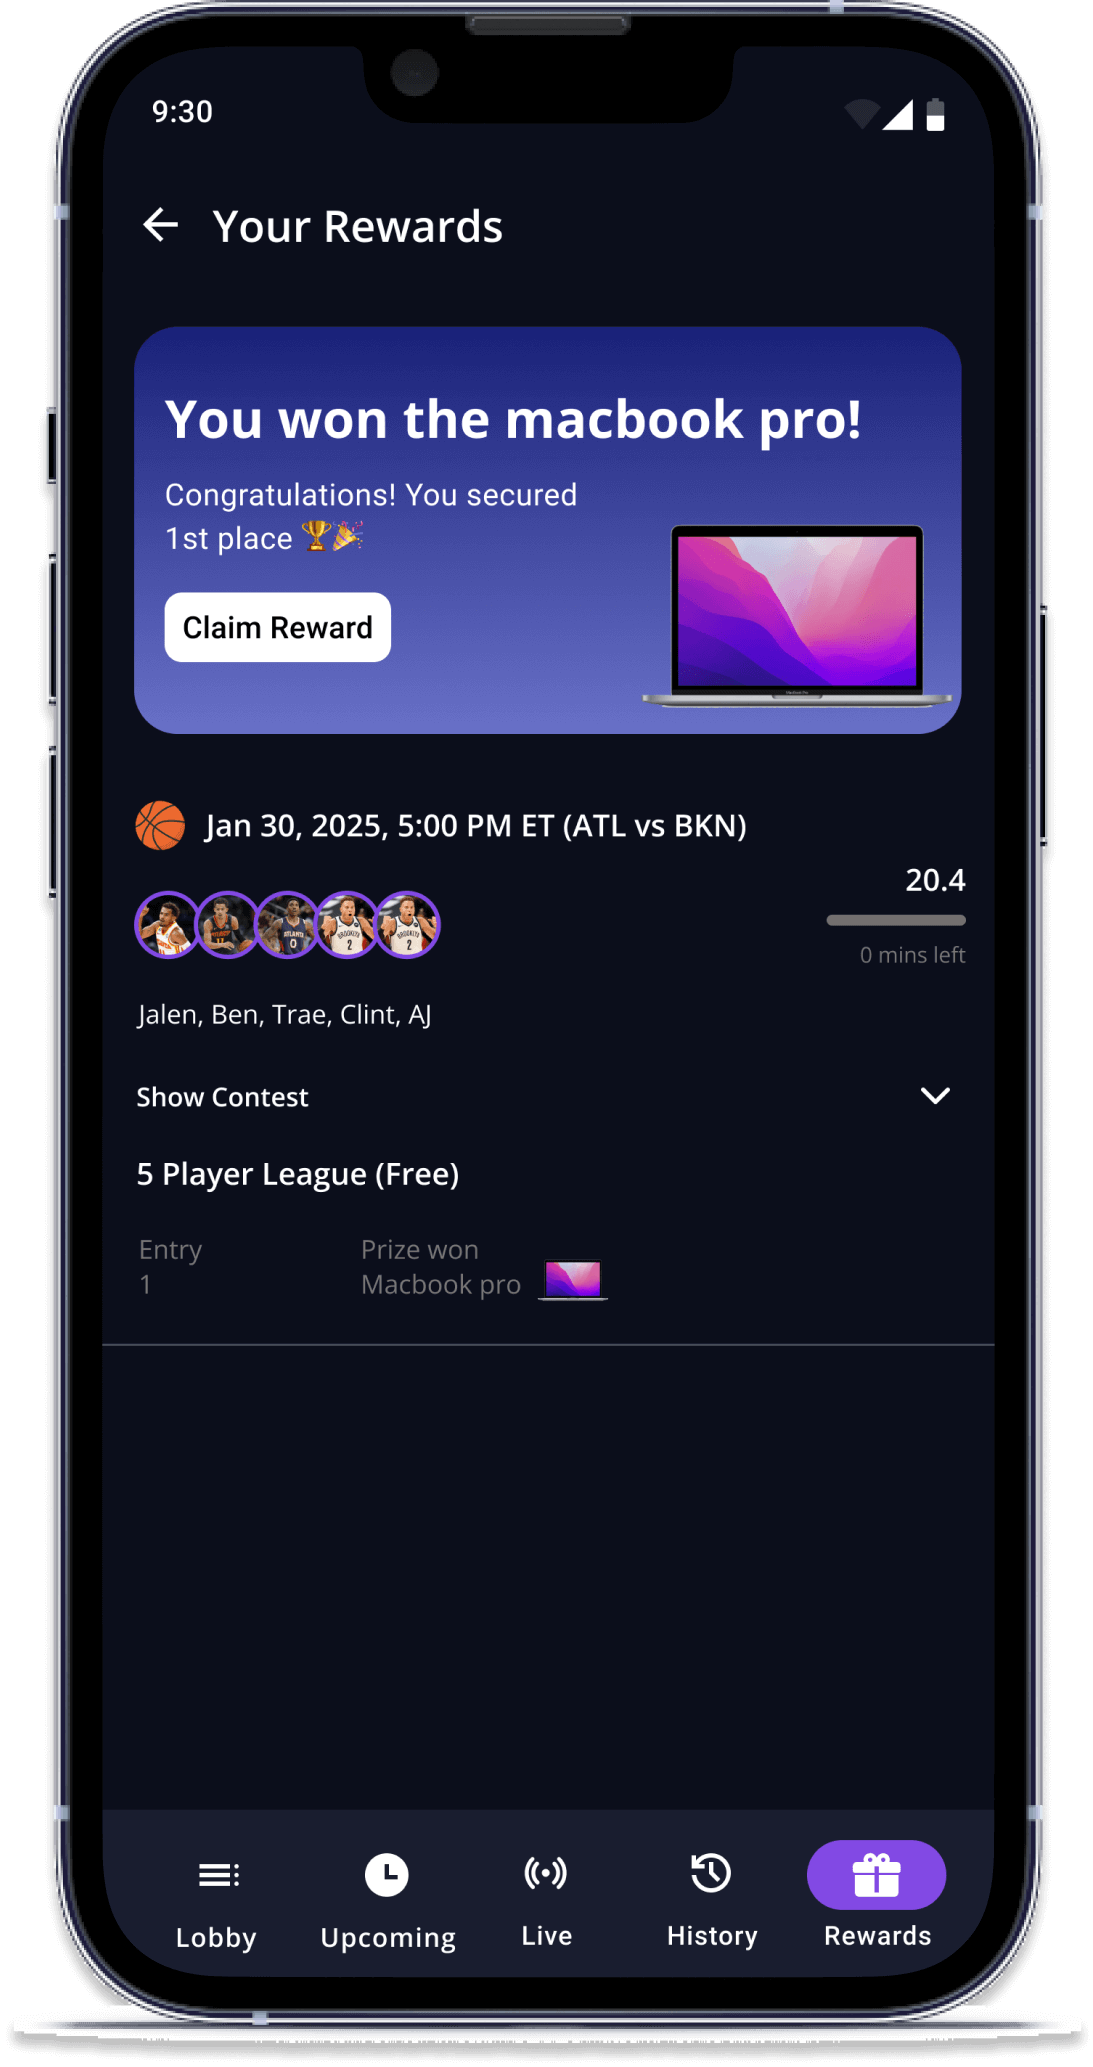 9:30
Your Rewards
You won the macbook pro!
Congratulations! You secured
1st place 🏆🎉
Claim Reward
Jan 30, 2025, 5:00 PM ET (ATL vs BKN)
20.4
0 mins left
Jalen, Ben, Trae, Clint, AJ
Show Contest
5 Player League (Free)
Entry
1
Prize won
Macbook pro
Lobby
Upcoming
Live
History
Rewards